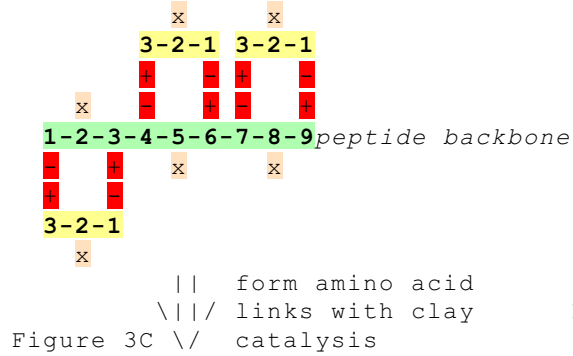 x x
3-2-1 3-2-1
+ - + -
x - + - +
1-2-3-4-5-6-7-8-9peptide backbone
- + x x
+ -
3-2-1
x
|| form amino acid
\||/ links with clay
Figure 3C \/ catalysis